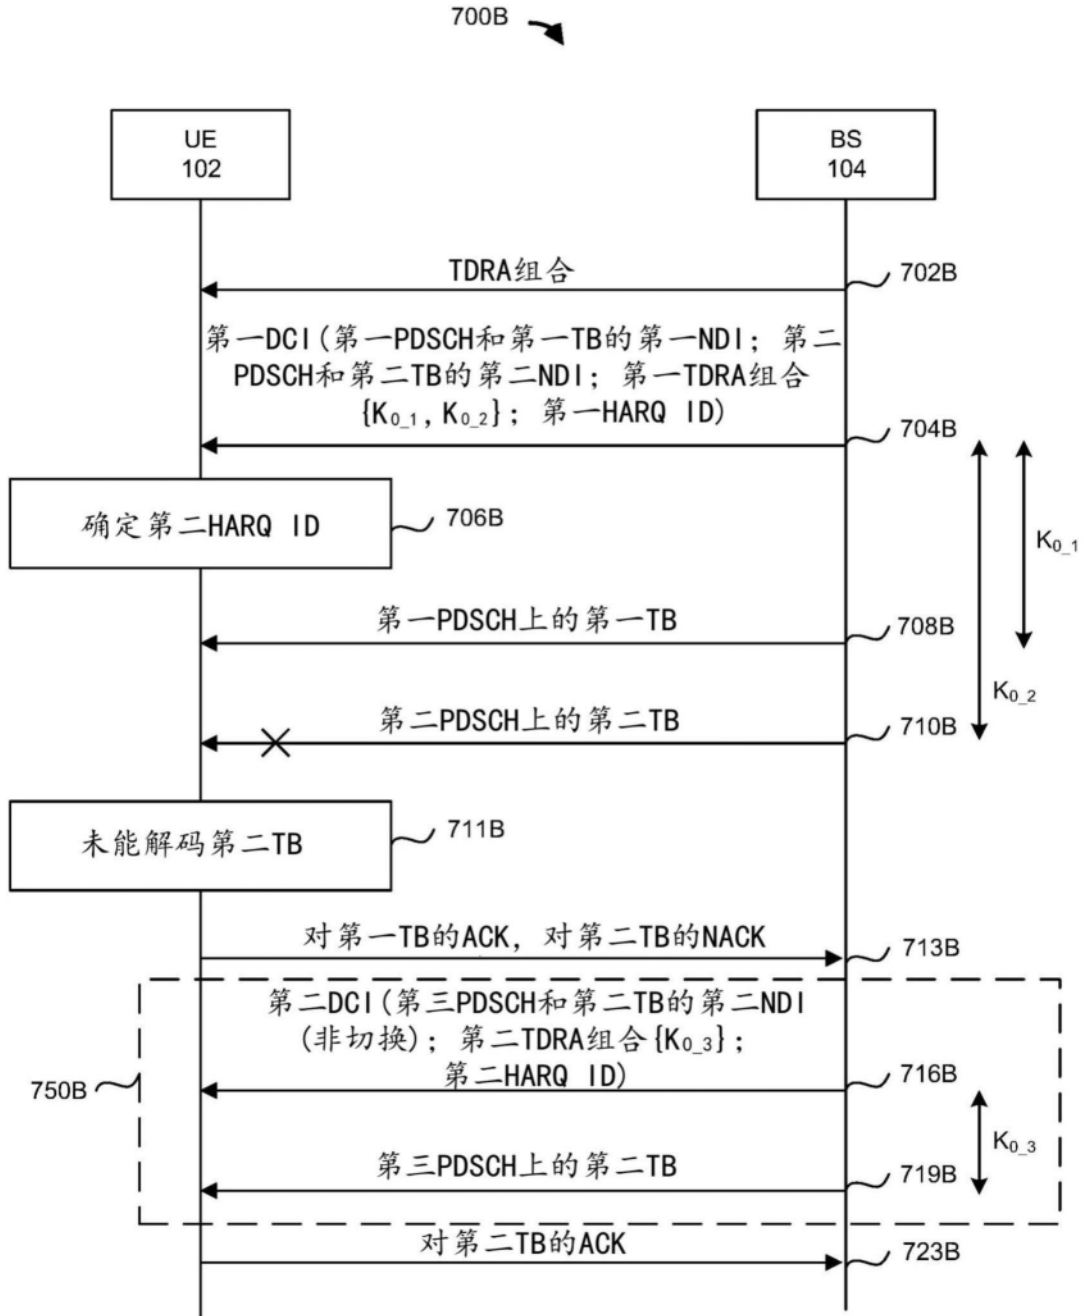 700B
UE
102
BS
104
TDRA组合
702B
第一DCI(第一PDSCH和第一TB的第一NDI; 第二
PDSCH和第二TB的第二NDI; 第一TDRA组合
{K₀_₁, K₀_₂}; 第一HARQ ID)
704B
确定第二HARQ ID
706B
K₀_₁
第一PDSCH上的第一TB
708B
K₀_₂
第二PDSCH上的第二TB
710B
未能解码第二TB
711B
对第一TB的ACK, 对第二TB的NACK
713B
第二DCI(第三PDSCH和第二TB的第二NDI
(非切换); 第二TDRA组合{K₀_₃};
第二HARQ ID)
716B
750B
K₀_₃
第三PDSCH上的第二TB
719B
对第二TB的ACK
723B